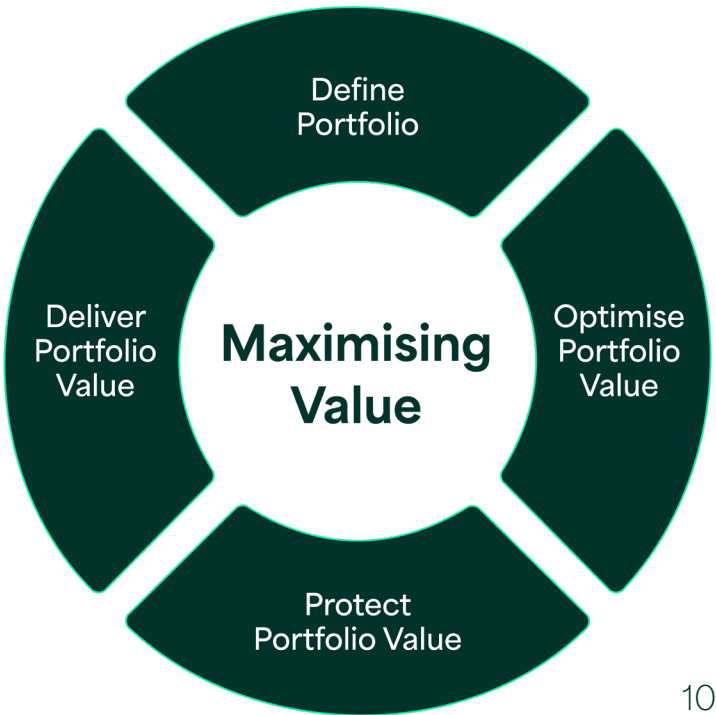 Define
Portfolio
Deliver
Portfolio
Value
Maximising
Value
Optimise
Portfolio
Value
Protect
Portfolio Value
10